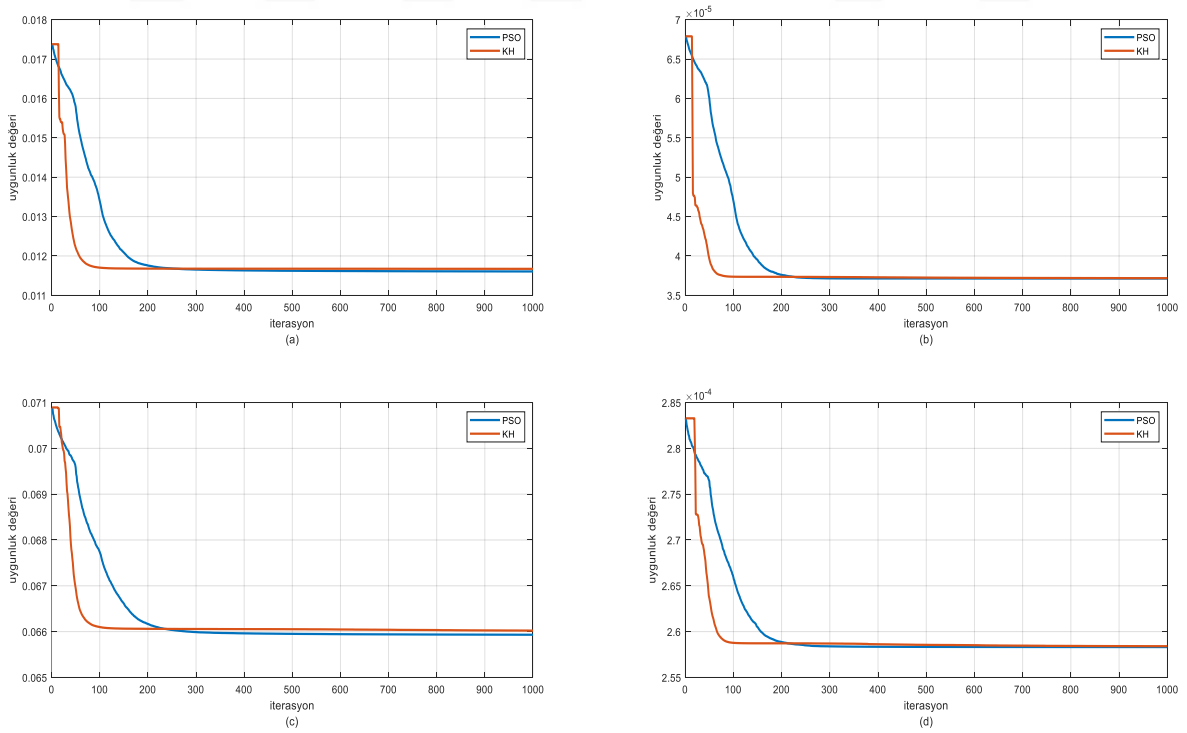 0.018
0.017
0.016
0.015
0.014
0.013
0.012
0.011
uygunluk değeri
PSO
KH
0 100 200 300 400 500 600 700 800 900 1000
iterasyon
(a)
×10⁻⁵
7
6.5
6
5.5
5
4.5
4
3.5
uygunluk değeri
PSO
KH
0 100 200 300 400 500 600 700 800 900 1000
iterasyon
(b)
0.071
0.07
0.069
0.068
0.067
0.066
0.065
uygunluk değeri
PSO
KH
0 100 200 300 400 500 600 700 800 900 1000
iterasyon
(c)
×10⁻⁴
2.85
2.8
2.75
2.7
2.65
2.6
2.55
uygunluk değeri
PSO
KH
0 100 200 300 400 500 600 700 800 900 1000
iterasyon
(d)